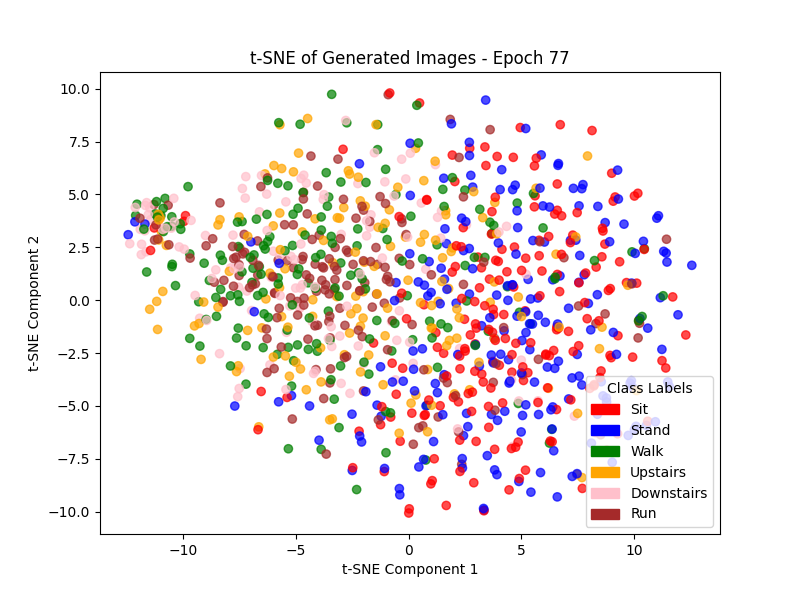 t-SNE of Generated Images - Epoch 77
t-SNE Component 2
10.0
7.5
5.0
2.5
0.0
−2.5
−5.0
−7.5
−10.0
Class Labels
Sit
Stand
Walk
Upstairs
Downstairs
Run
−10
−5
0
5
10
t-SNE Component 1